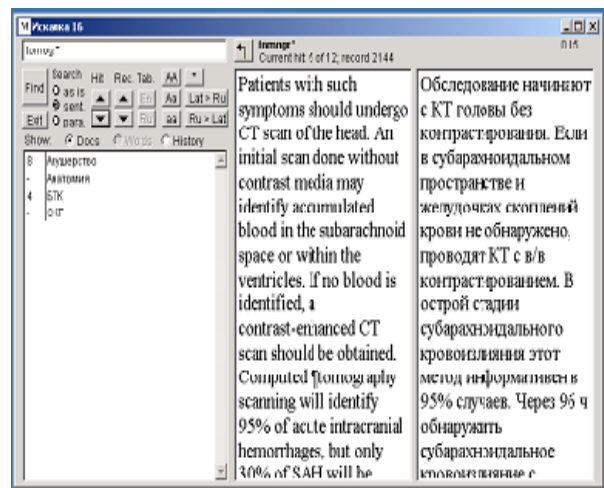 Искалка 16
tomogr*
Find
Exit
Search
as is
sent.
para.
Hit Rec. Tab.
AA *
En Aa Lat > Ru
Ru aa Ru > Lat
Show: Docs Words History
8 Акушерство
- Анатомия
4 БТК
-
tomogr*
Current hit of 12; record 2144
Patients with such
symptoms should undergo
CT scan of the head. An
initial scan done without
contrast media may
identify accumulated
blood in the subarachnoid
space or within the
ventricles. If no blood is
identified, a
contrast-enhanced CT
scan should be obtained.
Computed ¶tomography
scanning will identify
95% of acute intracranial
hemorrhages, but only
30% of SAH will be
Обследование начинают
с КТ головы без
контрастирования. Если
в субарахноидальном
пространстве и
желудочках скоплений
крови не обнаружено,
проводят КТ с в/в
контрастированием. В
острой стадии
субарахноидального
кровоизлияния этот
метод информативен в
95% случаев. Через 96 ч
обнаружить
субарахноидальное
кровоизлияние с